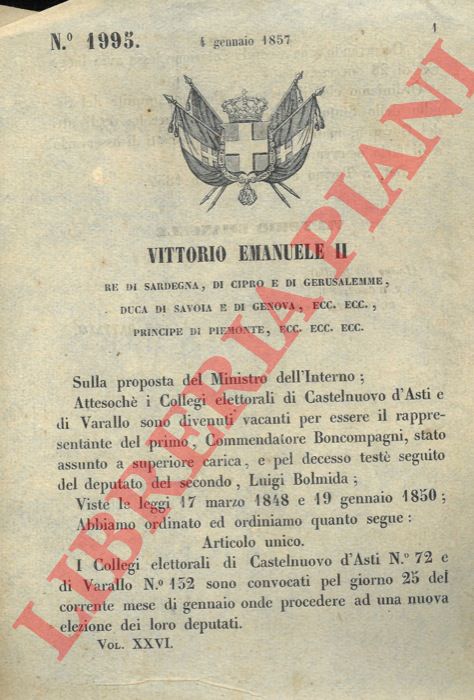 N.º 1995.
4 gennaio 1857
1
VITTORIO EMANUELE II
RE DI SARDEGNA, DI CIPRO E DI GERUSALEMME,
DUCA DI SAVOIA E DI GENOVA, ECC. ECC.,
PRINCIPE DI PIEMONTE, ECC. ECC. ECC.
Sulla proposta del Ministro dell'Interno;
Attesochè i Collegi elettorali di Castelnuovo d'Asti e
di Varallo sono divenuti vacanti per essere il rappre-
sentante del primo, Commendatore Boncompagni, stato
assunto a superiore carica, e pel decesso testè seguito
del deputato del secondo, Luigi Bolmida;
Viste le leggi 17 marzo 1848 e 19 gennaio 1850;
Abbiamo ordinato ed ordiniamo quanto segue:
Articolo unico.
I Collegi elettorali di Castelnuovo d'Asti N.º 72 e
di Varallo N.º 152 sono convocati pel giorno 25 del
corrente mese di gennaio onde procedere ad una nuova
elezione dei loro deputati.
VOL. XXVI.
LIBRERIA PIANI